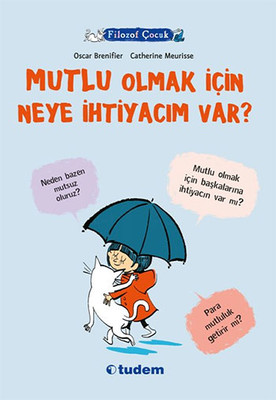 Filozof Çocuk
Oscar Brenifier Catherine Meurisse
MUTLU OLMAK İÇİN
NEYE İHTİYACIM VAR?
Neden bazen
mutsuz
oluruz?
Mutlu olmak
için başkalarına
ihtiyacın var mı?
Para
mutluluk
getirir mi?
tudem